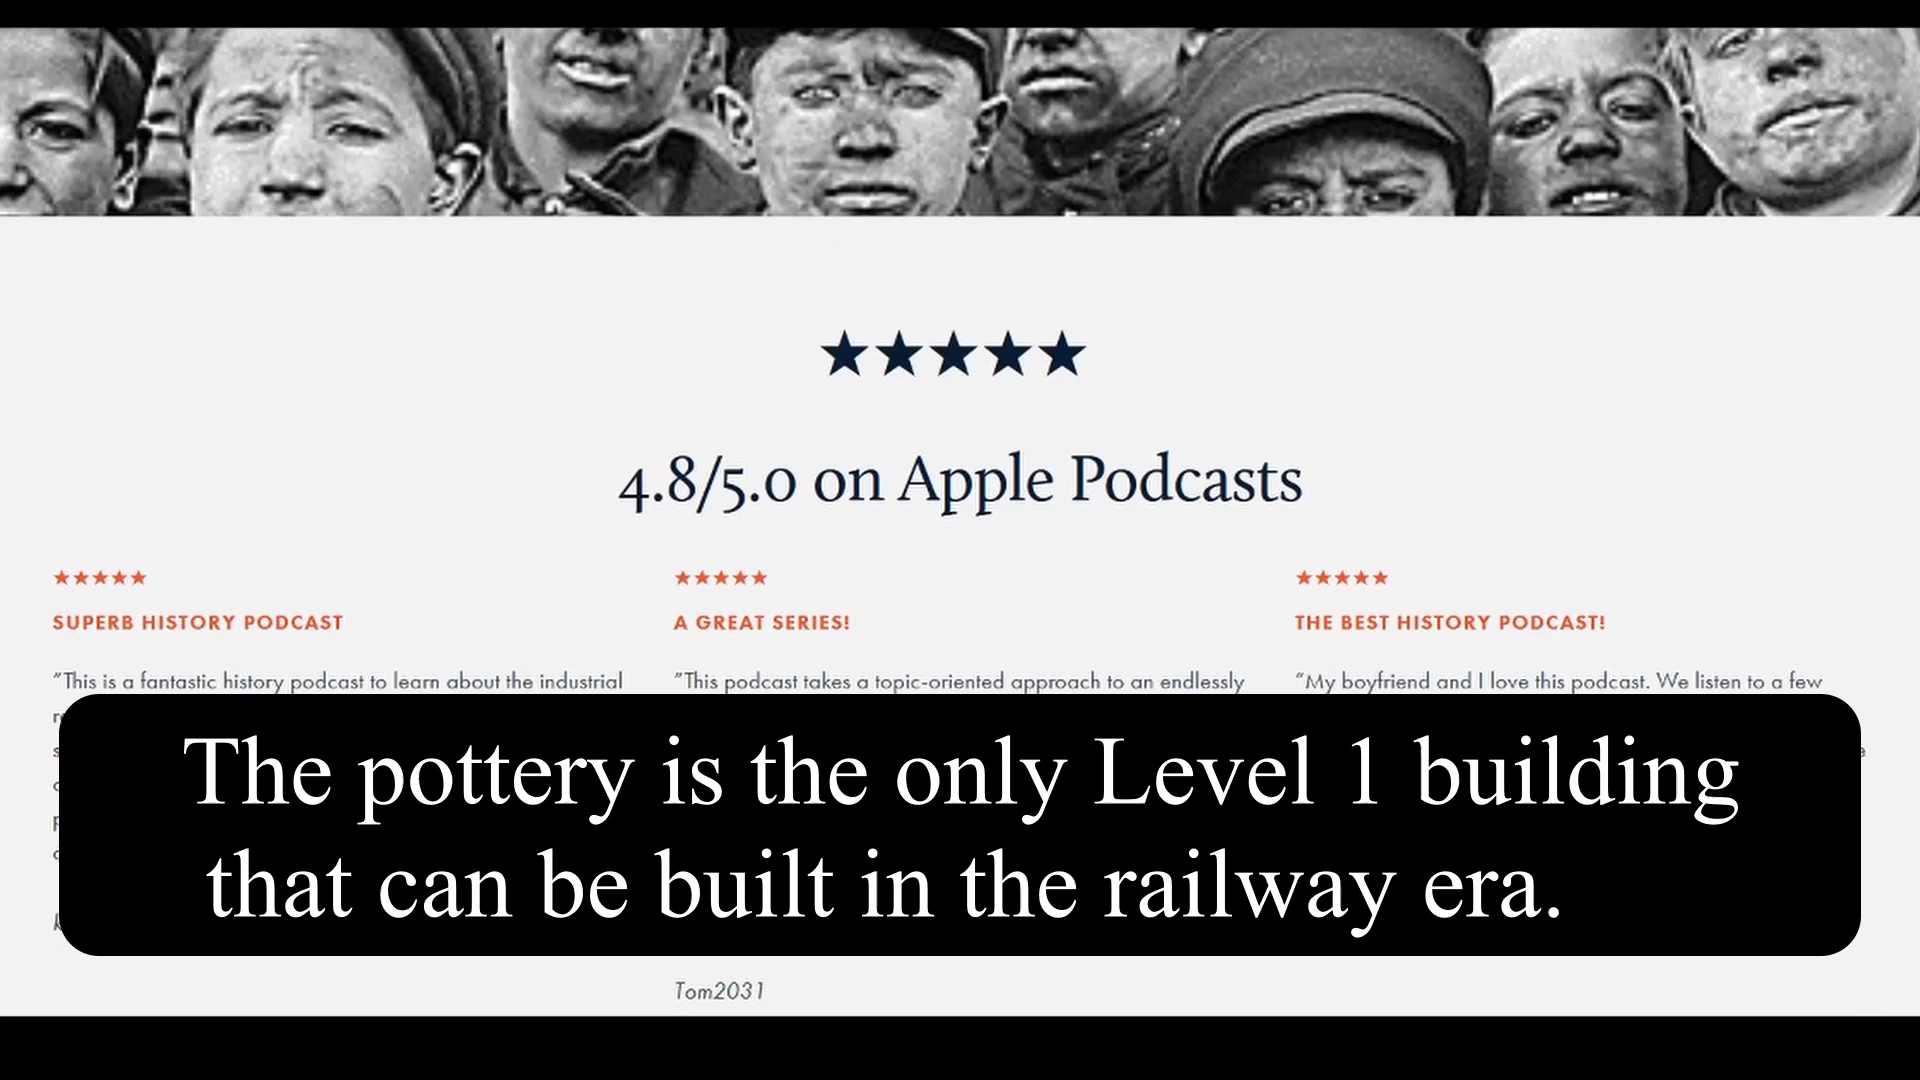 ★★★★★
4.8/5.0 on Apple Podcasts
★★★★★ ★★★★★ ★★★★★
SUPERB HISTORY PODCAST A GREAT SERIES! THE BEST HISTORY PODCAST!
"This is a fantastic history podcast to learn about the industrial "This podcast takes a topic-oriented approach to an endlessly "My boyfriend and I love this podcast. We listen to a few
The pottery is the only Level 1 building
that can be built in the railway era.
Tom2031